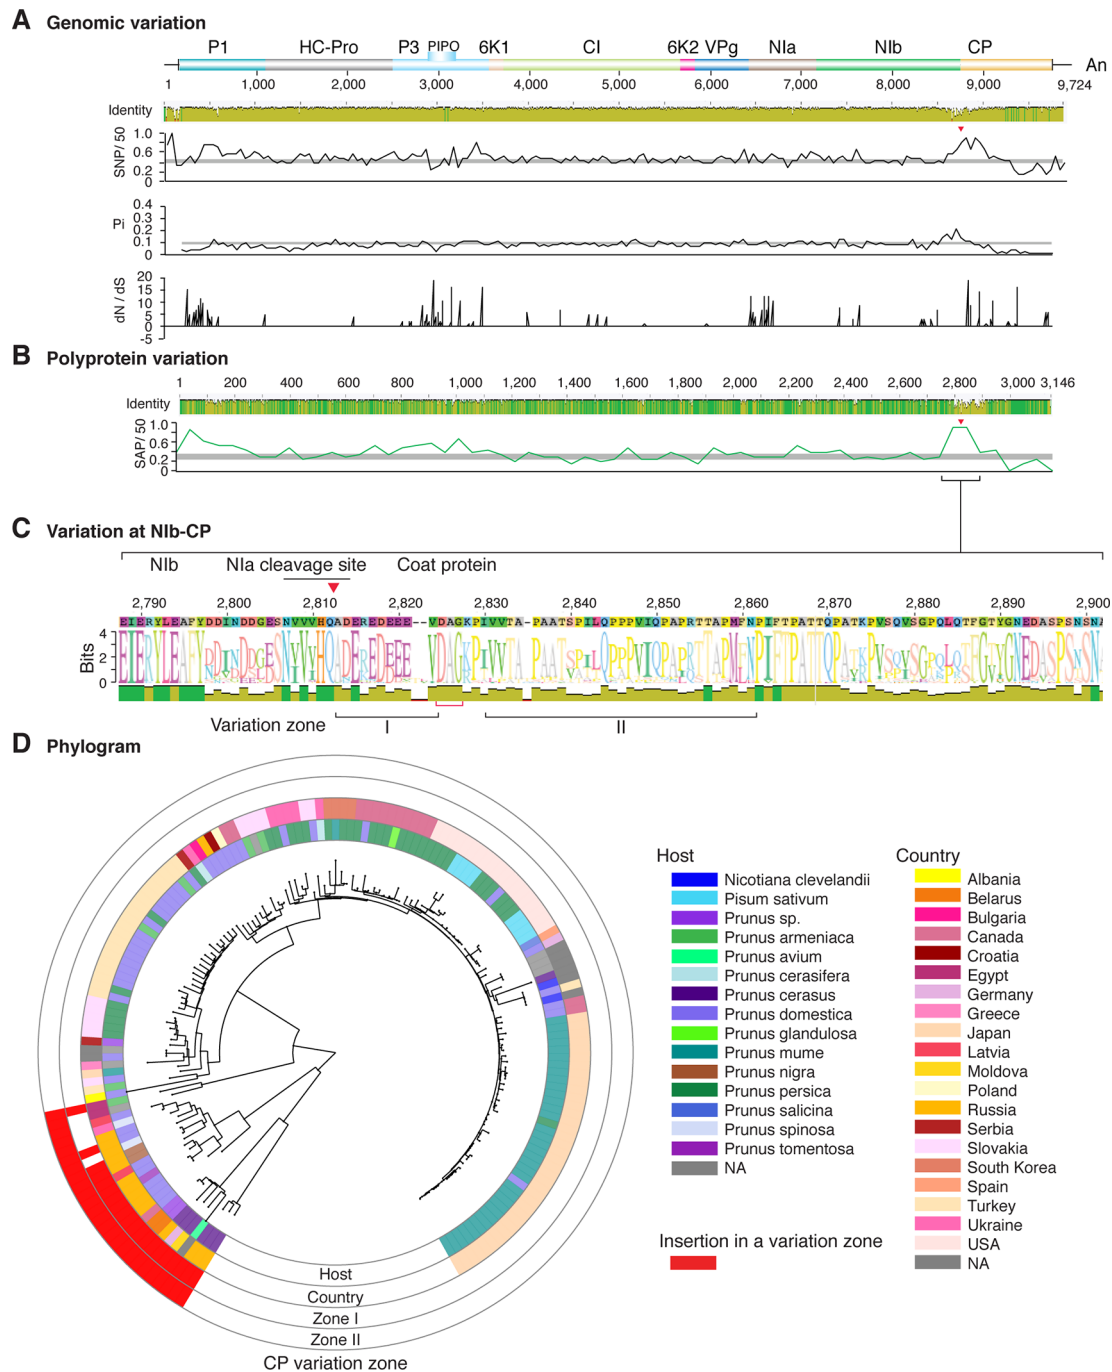 A Genomic variation
P1 HC-Pro P3 PIPO 6K1 CI 6K2 VPg NIa NIb CP
An
1 1,000 2,000 3,000 4,000 5,000 6,000 7,000 8,000 9,000 9,724
Identity
SNP/ 50
1.0
0.6
0.2
0
Pi
0.4
0.3
0.2
0.1
0
dN / dS
20
15
10
5
0
-5
B Polyprotein variation
1 200 400 600 800 1,000 1,200 1,400 1,600 1,800 2,000 2,200 2,400 2,600 2,800 3,000 3,146
Identity
SAP/ 50
1.0
0.6
0.2
0
C Variation at NIb-CP
NIb NIa cleavage site Coat protein
2,790 2,800 2,810 2,820 2,830 2,840 2,850 2,860 2,870 2,880 2,890 2,900
EIERYLEAFYDDINDDGESNVVVHQADEREDEEE--VDAGKPIVVTA-PAATSPILQPPPVIQPAPRTTAPMFNPIFTPATTQPATKPVSQVSGPQLQTFGTYGNEDASPSNSNA
Bits
4
2
0
Variation zone I II
D Phylogram
Host
Nicotiana clevelandii
Pisum sativum
Prunus sp.
Prunus armeniaca
Prunus avium
Prunus cerasifera
Prunus cerasus
Prunus domestica
Prunus glandulosa
Prunus mume
Prunus nigra
Prunus persica
Prunus salicina
Prunus spinosa
Prunus tomentosa
NA
Insertion in a variation zone
Country
Albania
Belarus
Bulgaria
Canada
Croatia
Egypt
Germany
Greece
Japan
Latvia
Moldova
Poland
Russia
Serbia
Slovakia
South Korea
Spain
Turkey
Ukraine
USA
NA
Host
Country
Zone I
Zone II
CP variation zone